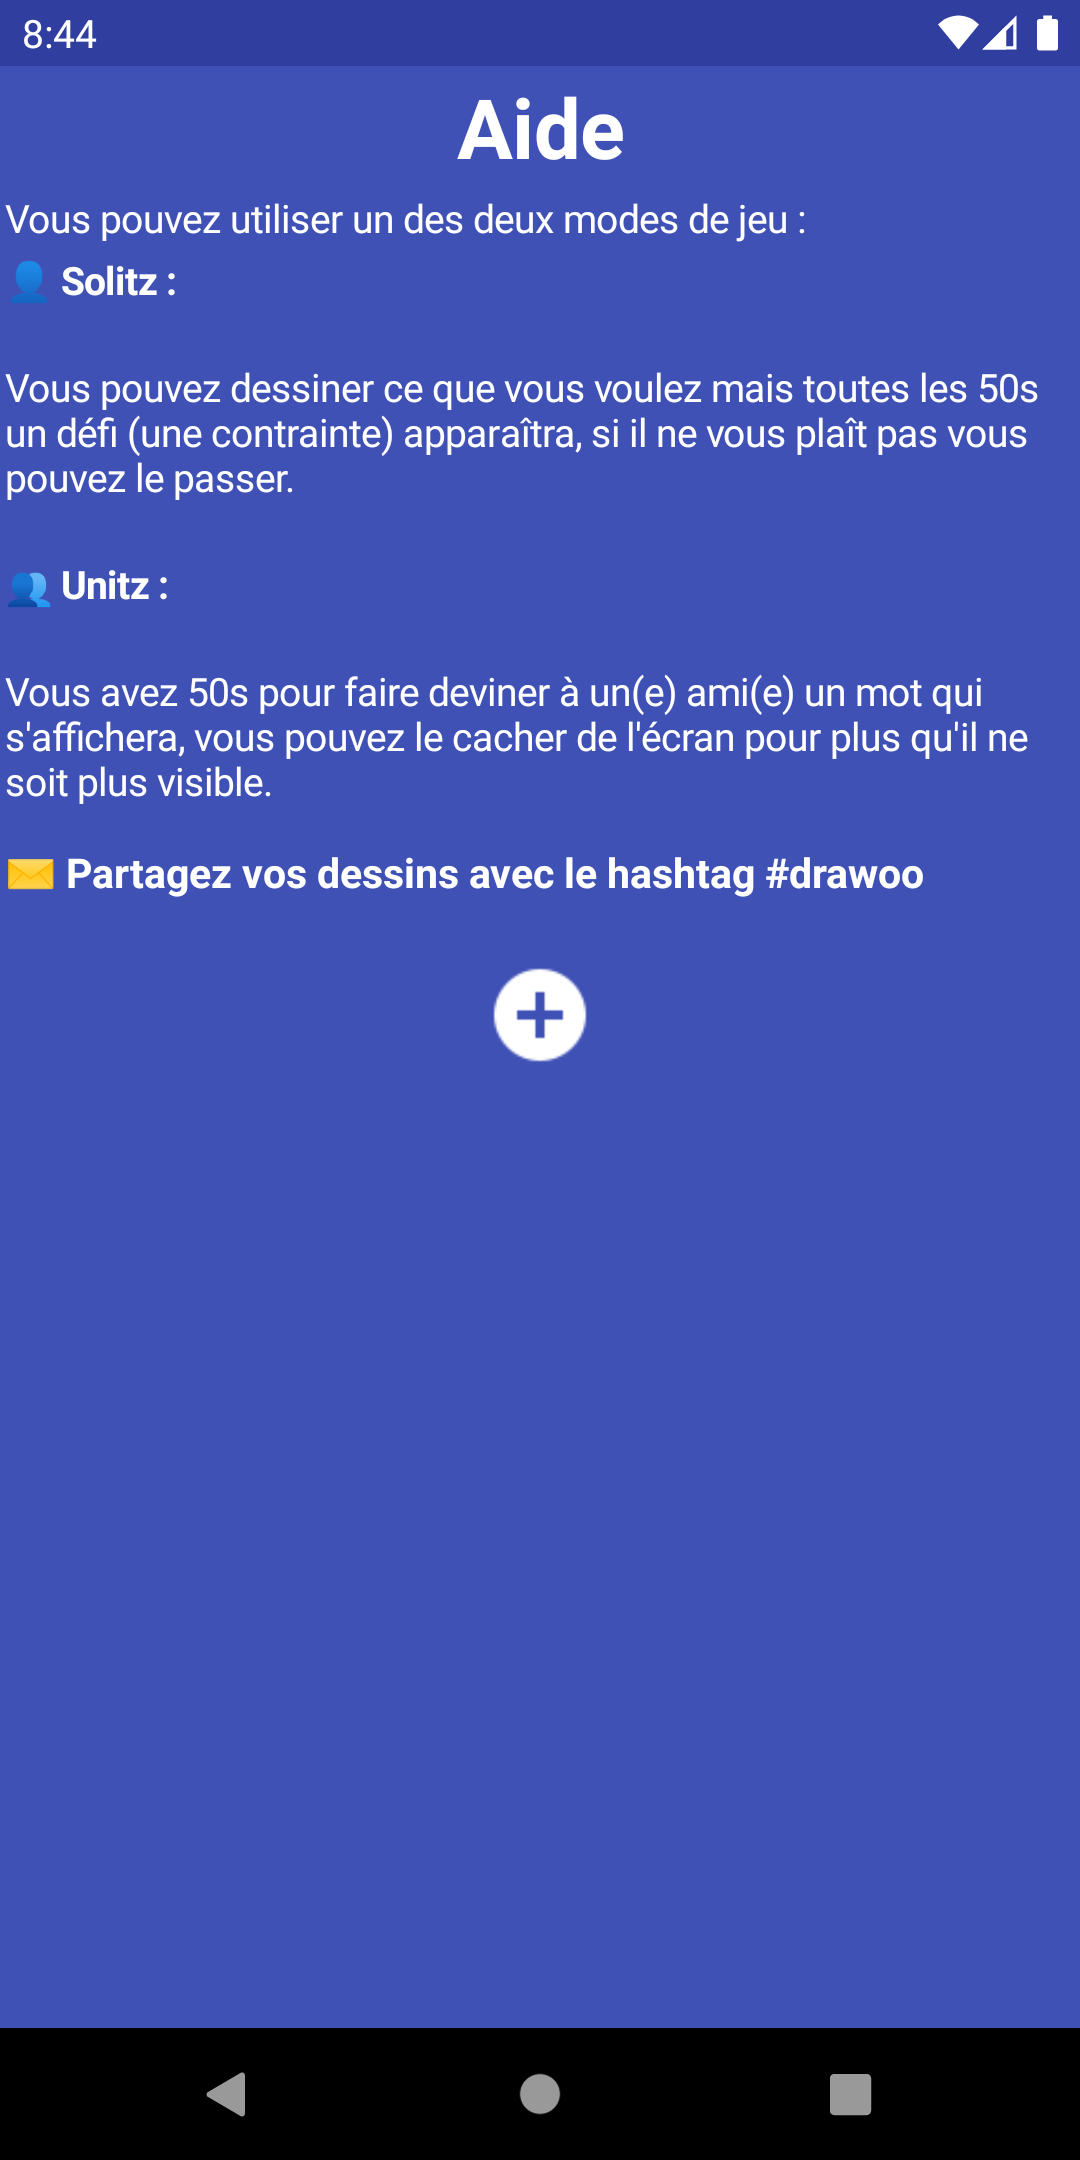 8:44
Aide
Vous pouvez utiliser un des deux modes de jeu :
👤 Solitz :
Vous pouvez dessiner ce que vous voulez mais toutes les 50s
un défi (une contrainte) apparaîtra, si il ne vous plaît pas vous
pouvez le passer.
👥 Unitz :
Vous avez 50s pour faire deviner à un(e) ami(e) un mot qui
s'affichera, vous pouvez le cacher de l'écran pour plus qu'il ne
soit plus visible.
✉️ Partagez vos dessins avec le hashtag #drawoo